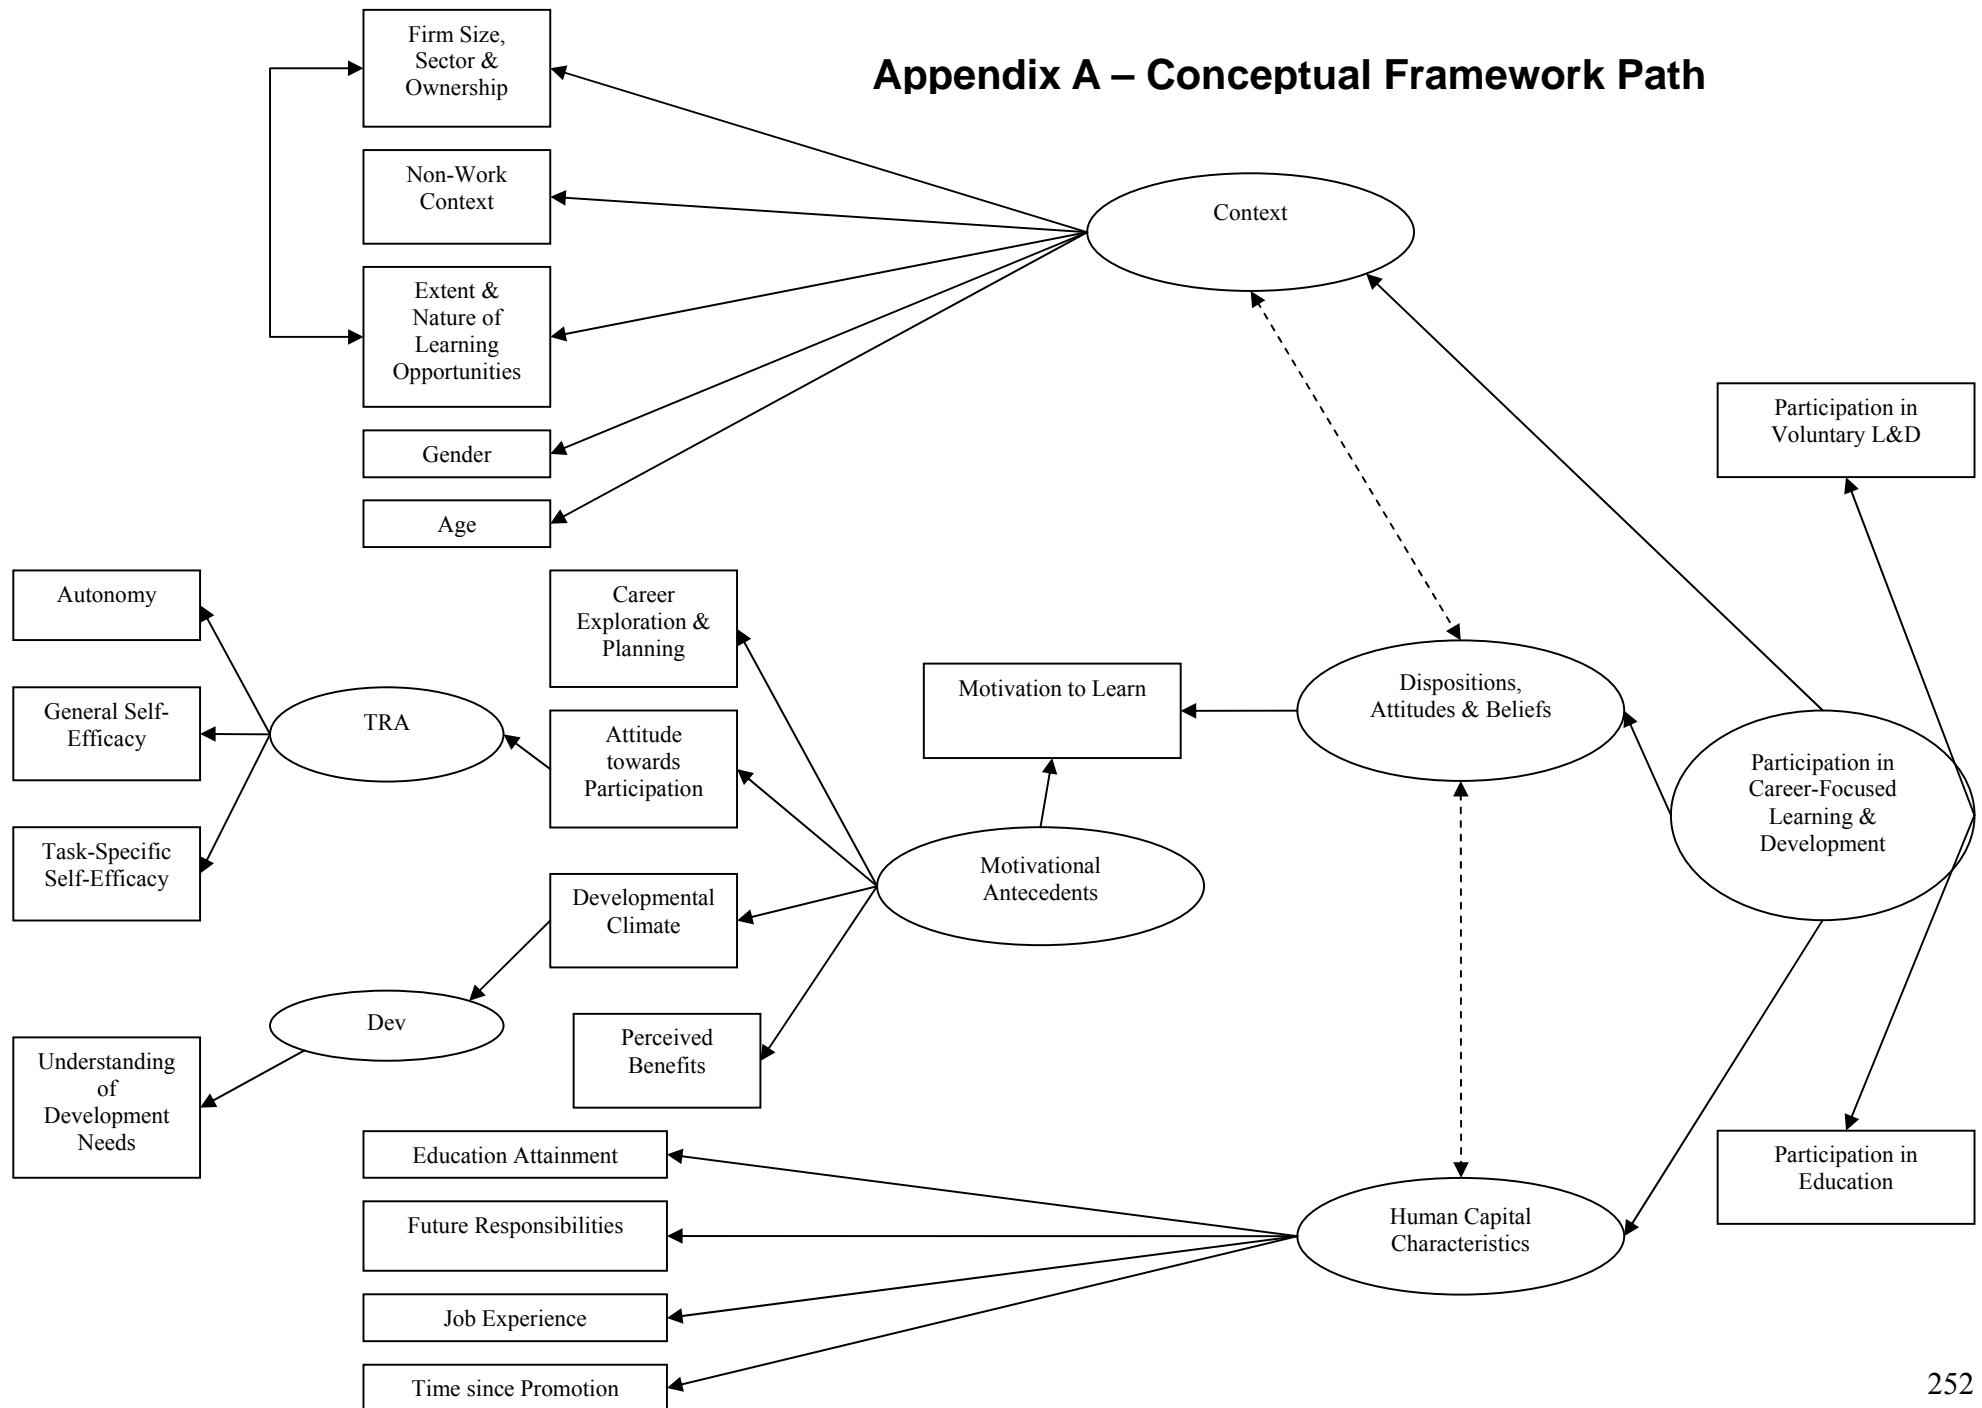 Appendix A – Conceptual Framework Path
Firm Size,
Sector &
Ownership
Non-Work
Context
Context
Extent &
Nature of
Learning
Opportunities
Gender
Age
Participation in
Voluntary L&D
Autonomy
General Self-
Efficacy
Task-Specific
Self-Efficacy
TRA
Career
Exploration &
Planning
Attitude
towards
Participation
Developmental
Climate
Perceived
Benefits
Motivation to Learn
Motivational
Antecedents
Dispositions,
Attitudes & Beliefs
Participation in
Career-Focused
Learning &
Development
Dev
Understanding
of
Development
Needs
Education Attainment
Future Responsibilities
Job Experience
Time since Promotion
Human Capital
Characteristics
Participation in
Education
252